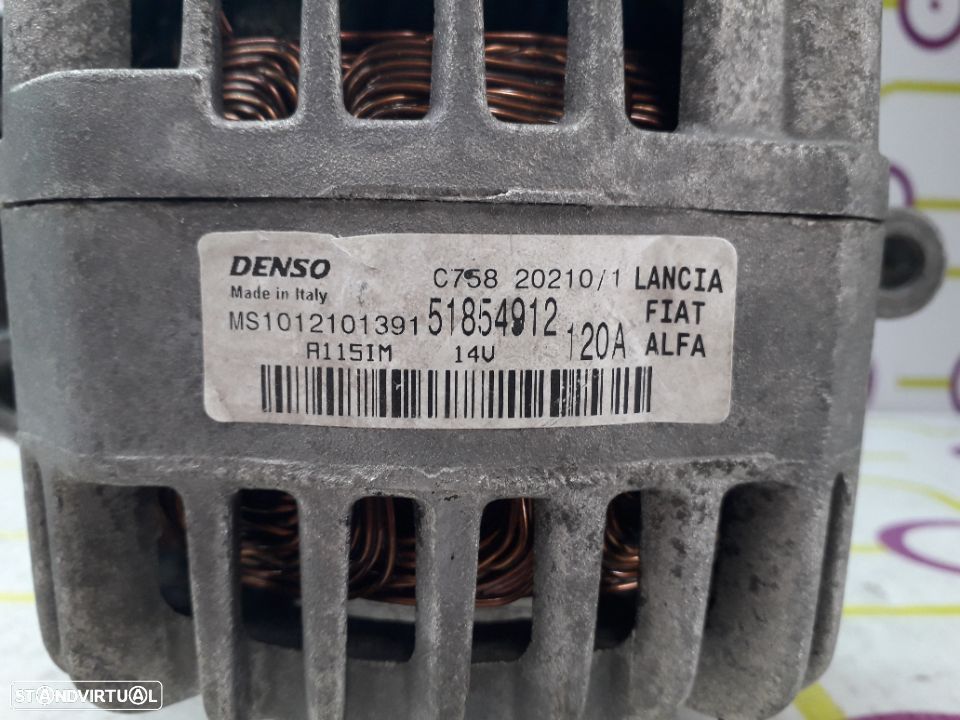 DENSO
Made in Italy
C758 20210/1
LANCIA
MS1012101391
51854912
120A
FIAT
ALFA
A115IM
14V
STANDVIRTUAL